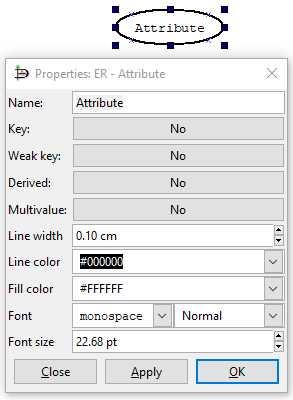 Attribute
Properties: ER - Attribute
Name: Attribute
Key: No
Weak key: No
Derived: No
Multivalue: No
Line width 0.10 cm
Line color #000000
Fill color #FFFFFF
Font monospace Normal
Font size 22.68 pt
Close Apply OK